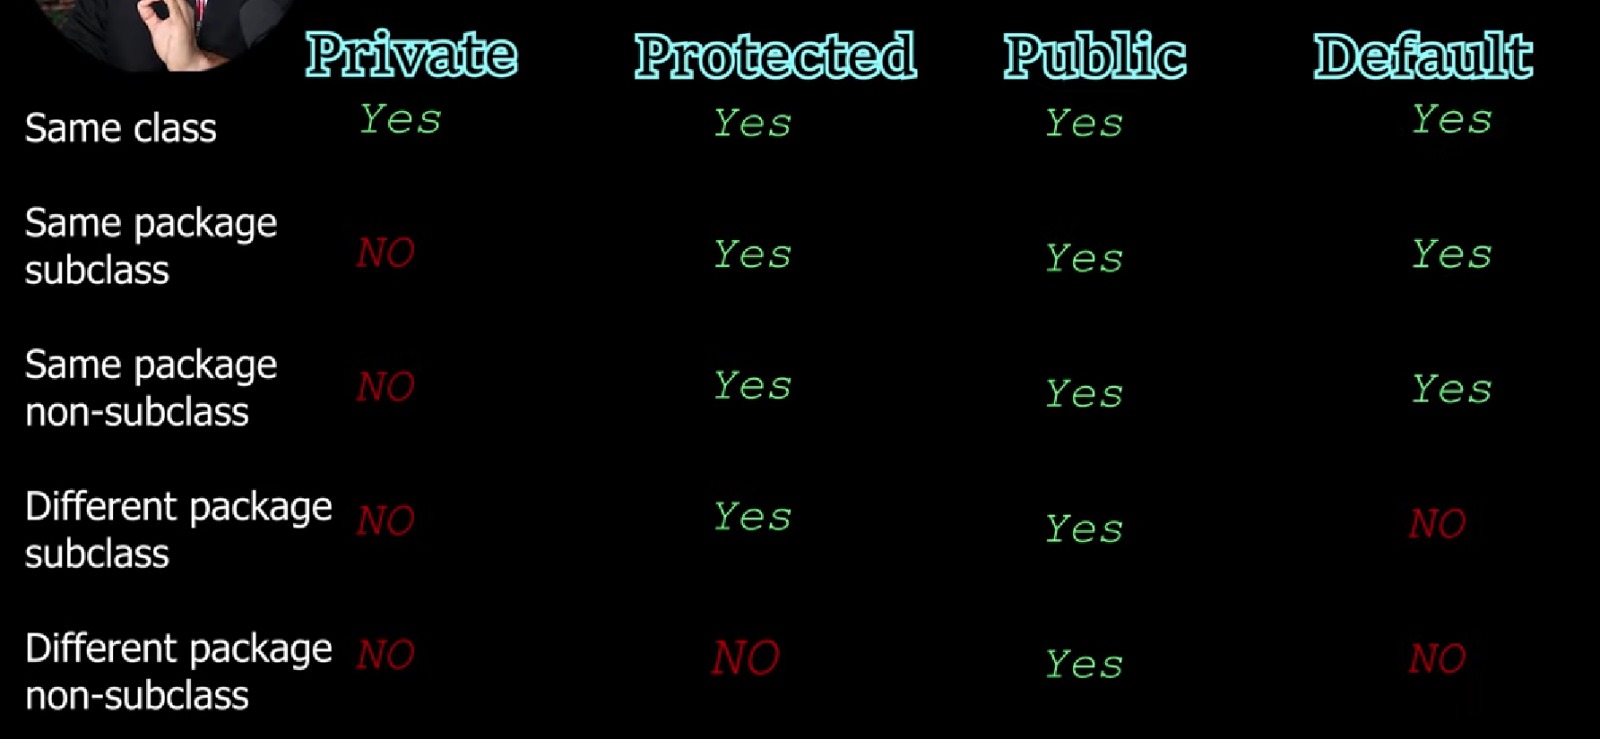 Private Protected Public Default
Same class Yes Yes Yes Yes
Same package
subclass NO Yes Yes Yes
Same package
non-subclass NO Yes Yes Yes
Different package
subclass NO Yes Yes NO
Different package
non-subclass NO NO Yes NO